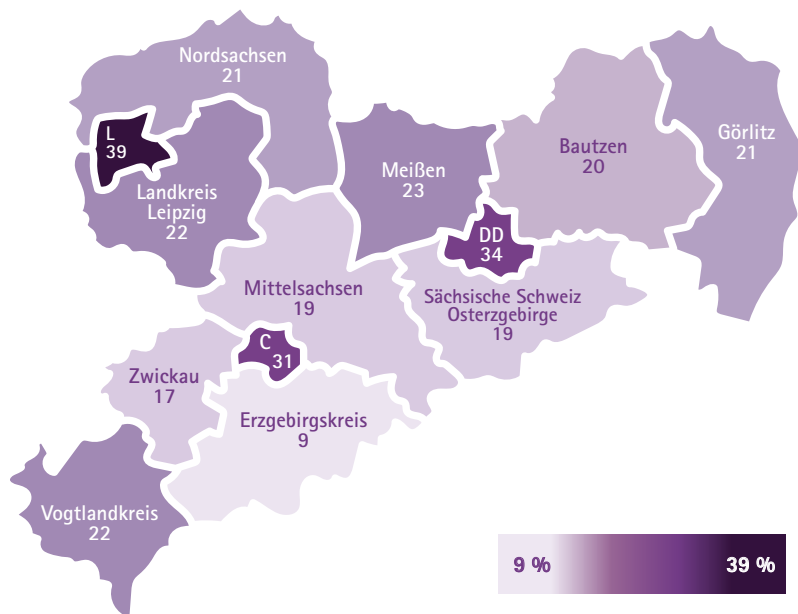 Nordsachsen
21
L
39
Landkreis
Leipzig
22
Meißen
23
Bautzen
20
Görlitz
21
DD
34
Mittelsachsen
19
Sächsische Schweiz
Osterzgebirge
19
C
31
Zwickau
17
Erzgebirgskreis
9
Vogtlandkreis
22
9 % 39 %